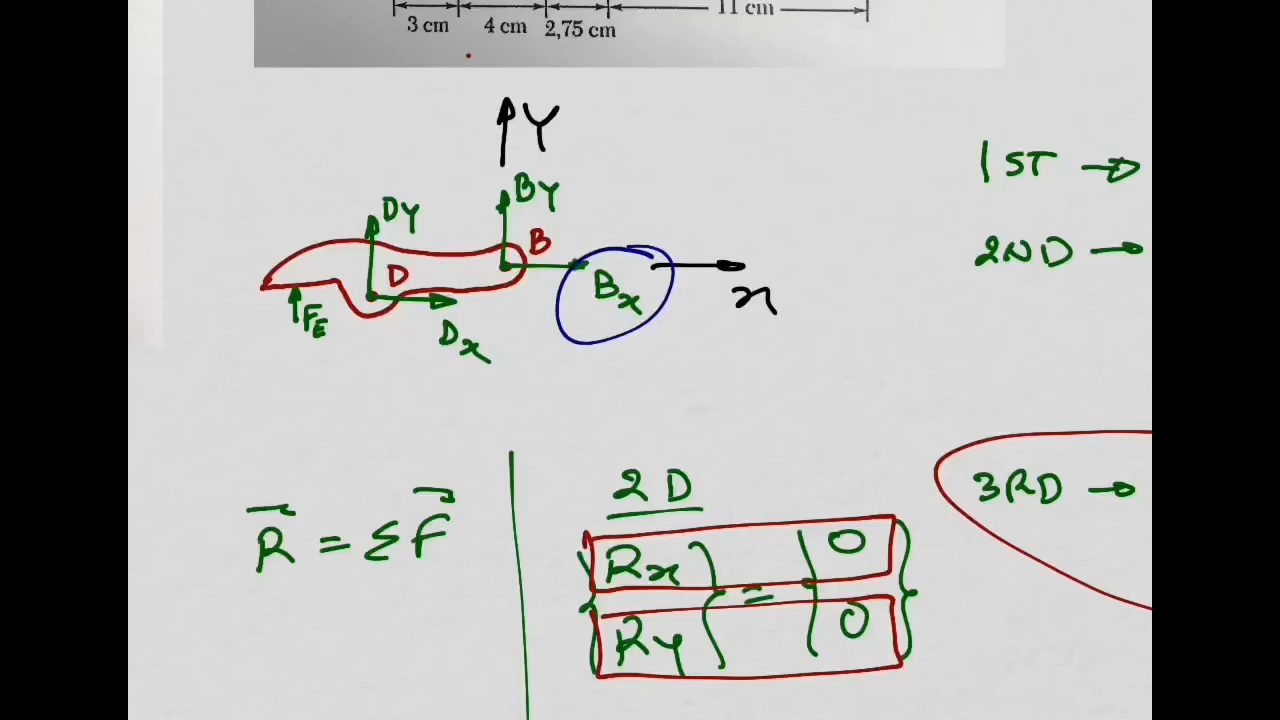 3 cm 4 cm 2,75 cm 11 cm
Y
BY
DY
B
D
Bx
x
FE
Dx
1ST →
2ND →
3RD →
R = ΣF
2D
Rx = 0
Ry 0